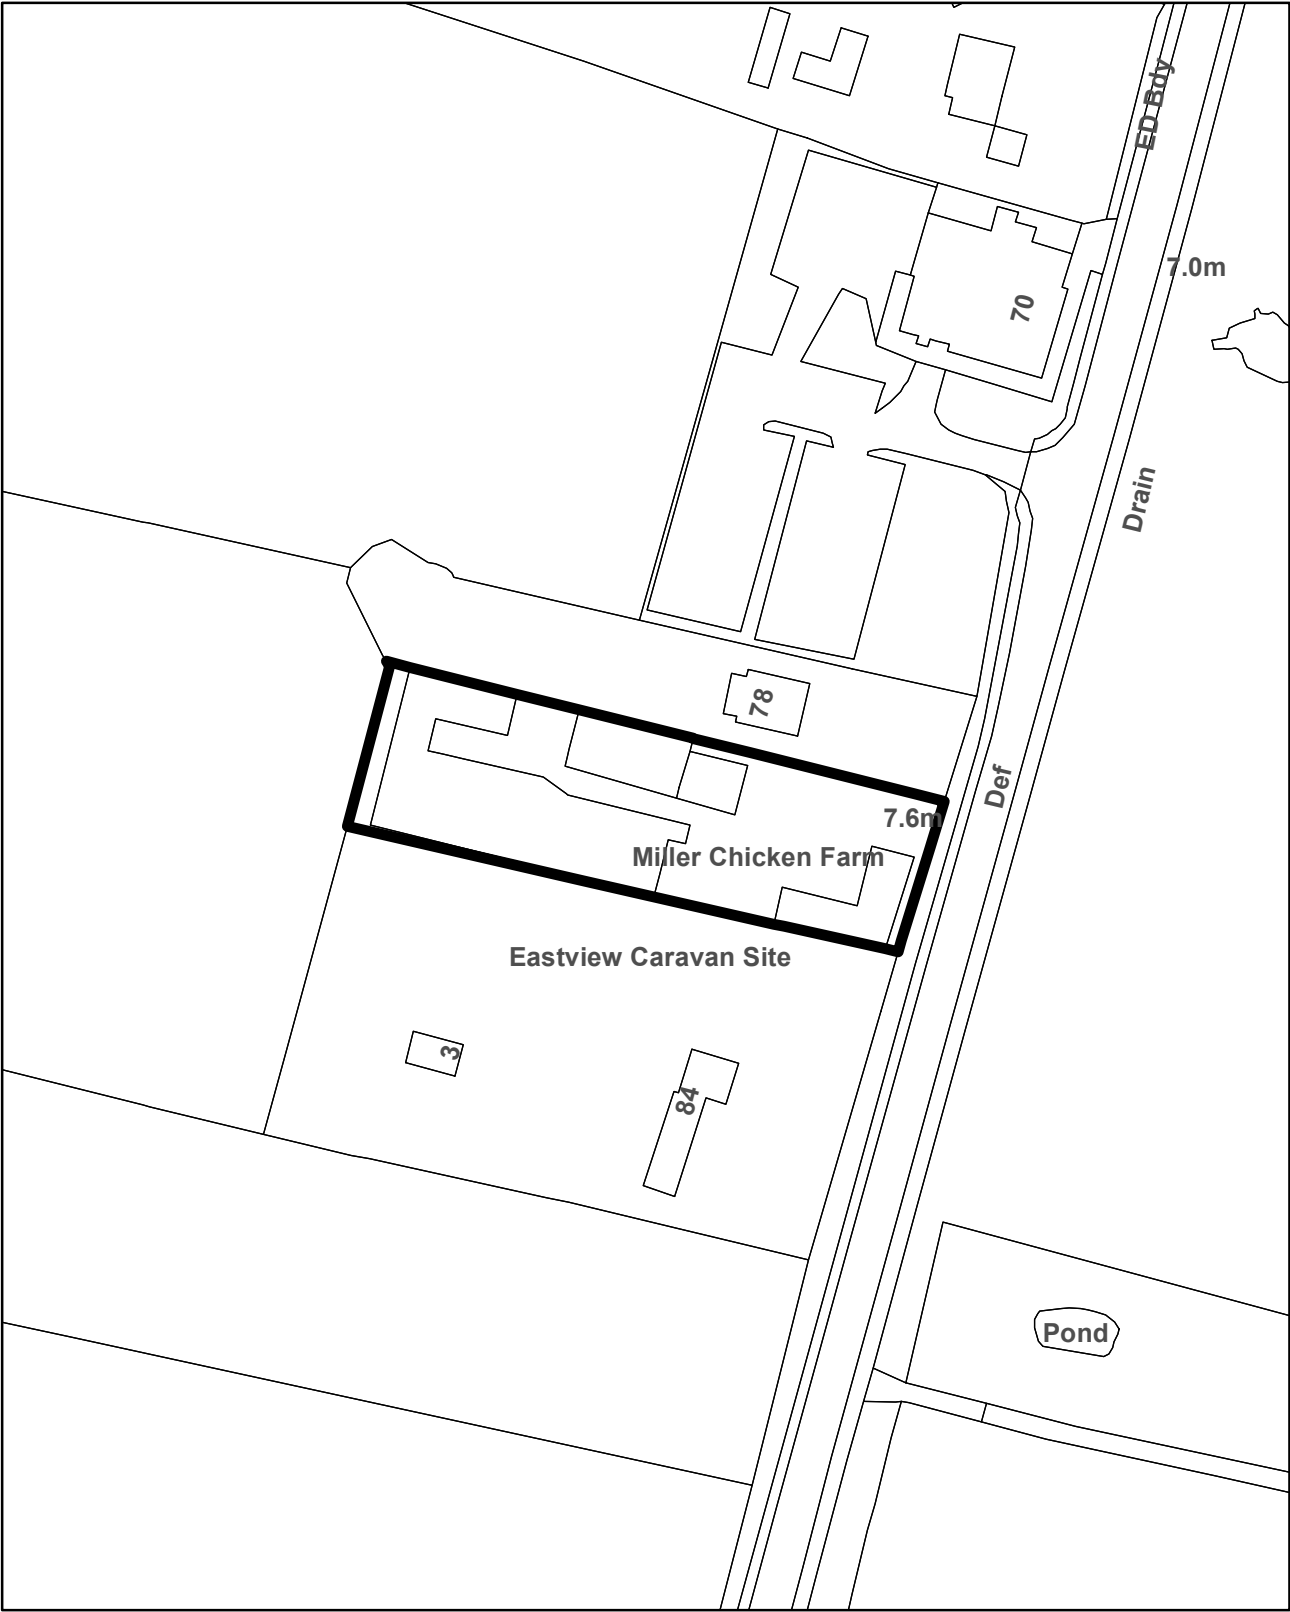 ED Bdy
7.0m
70
Drain
78
Def
7.6m
Miller Chicken Farm
Eastview Caravan Site
3
84
Pond